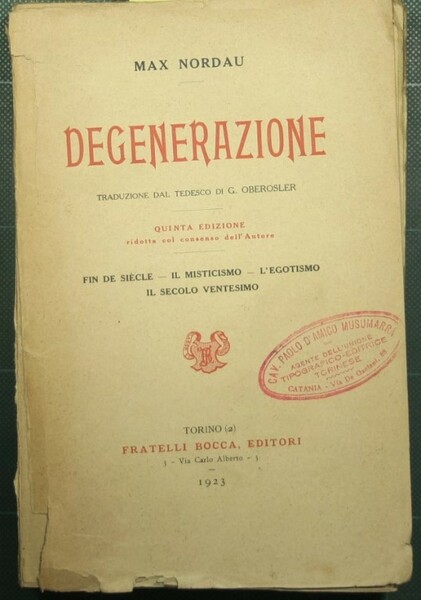 MAX NORDAU
DEGENERAZIONE
TRADUZIONE DAL TEDESCO DI G. OBEROSLER
QUINTA EDIZIONE
ridotta col consenso dell'Autore
FIN DE SIÈCLE — IL MISTICISMO — L'EGOTISMO
IL SECOLO VENTESIMO
CAV. PAOLO D'AMICO MUSUMARRA
AGENTE DELL'UNIONE
TIPOGRAFICO-EDITRICE
TORINESE
CATANIA - Via De
TORINO (2)
FRATELLI BOCCA, EDITORI
3 - Via Carlo Alberto - 3
1923